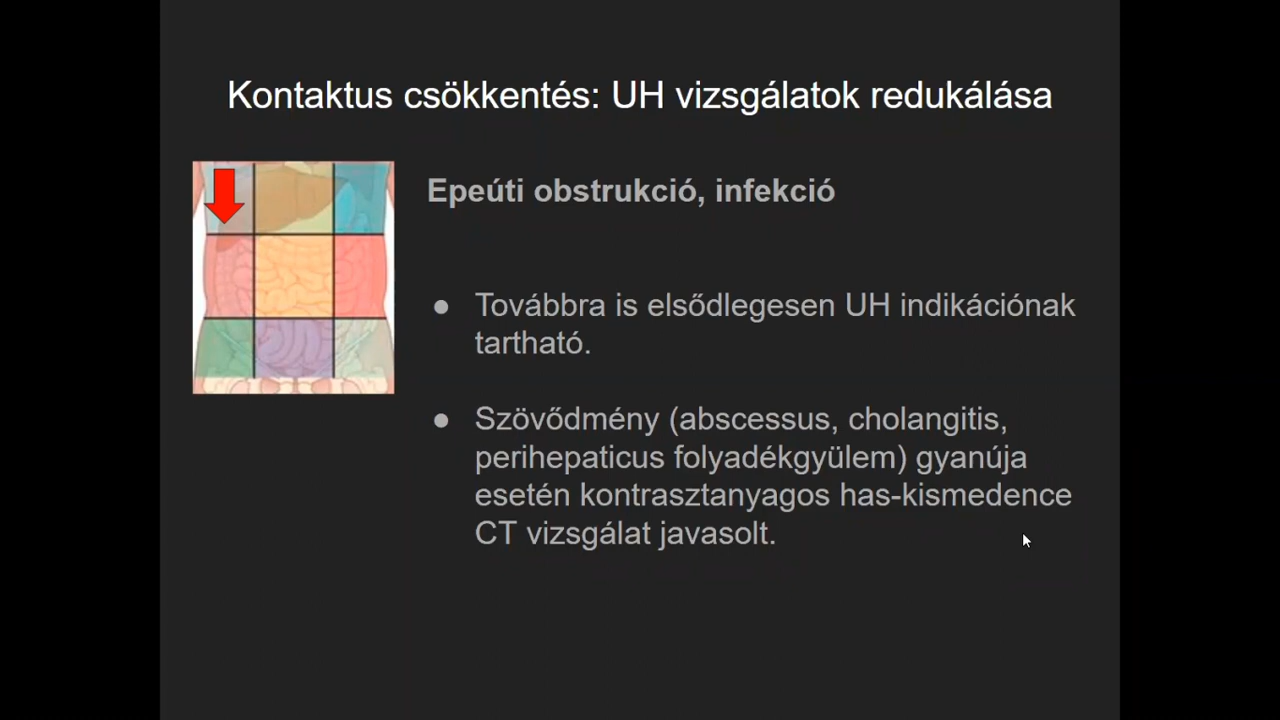 Kontaktus csökkentés: UH vizsgálatok redukálása
Epeúti obstrukció, infekció
● Továbbra is elsődlegesen UH indikációnak
tartható.
● Szövődmény (abscessus, cholangitis,
perihepaticus folyadékgyülem) gyanúja
esetén kontrasztanyagos has-kismedence
CT vizsgálat javasolt.